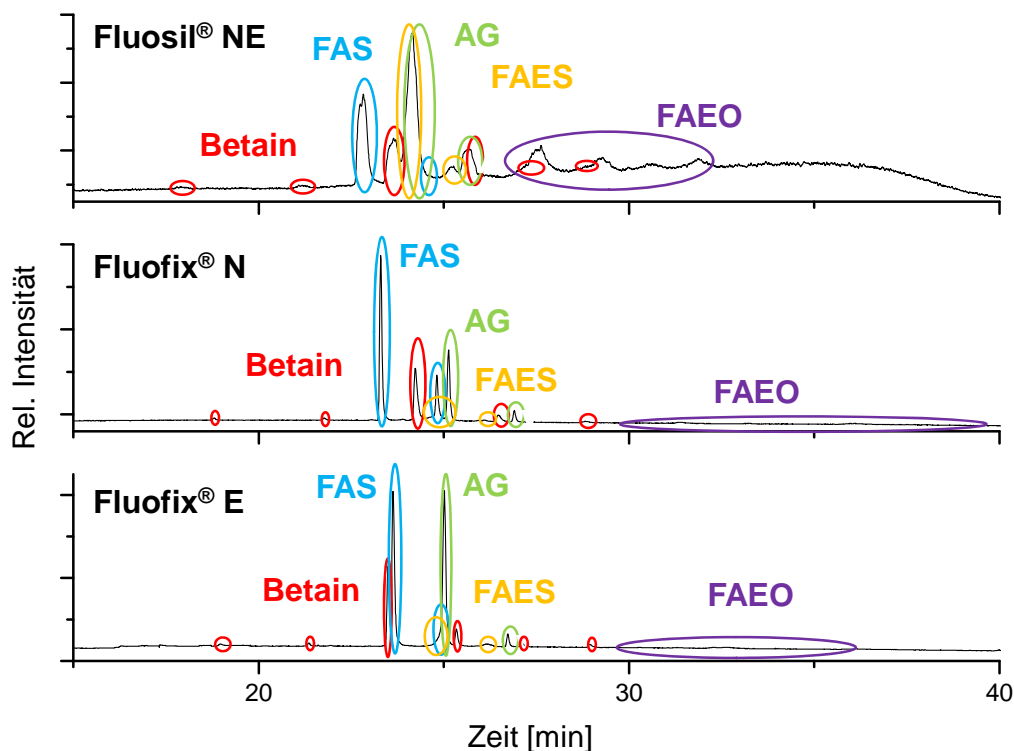 Fluosil® NE
FAS
AG
FAES
FAEO
Betain
Fluofix® N
FAS
AG
Betain
FAES
FAEO
Fluofix® E
FAS
AG
Betain
FAES
FAEO
Rel. Intensität
20
30
40
Zeit [min]